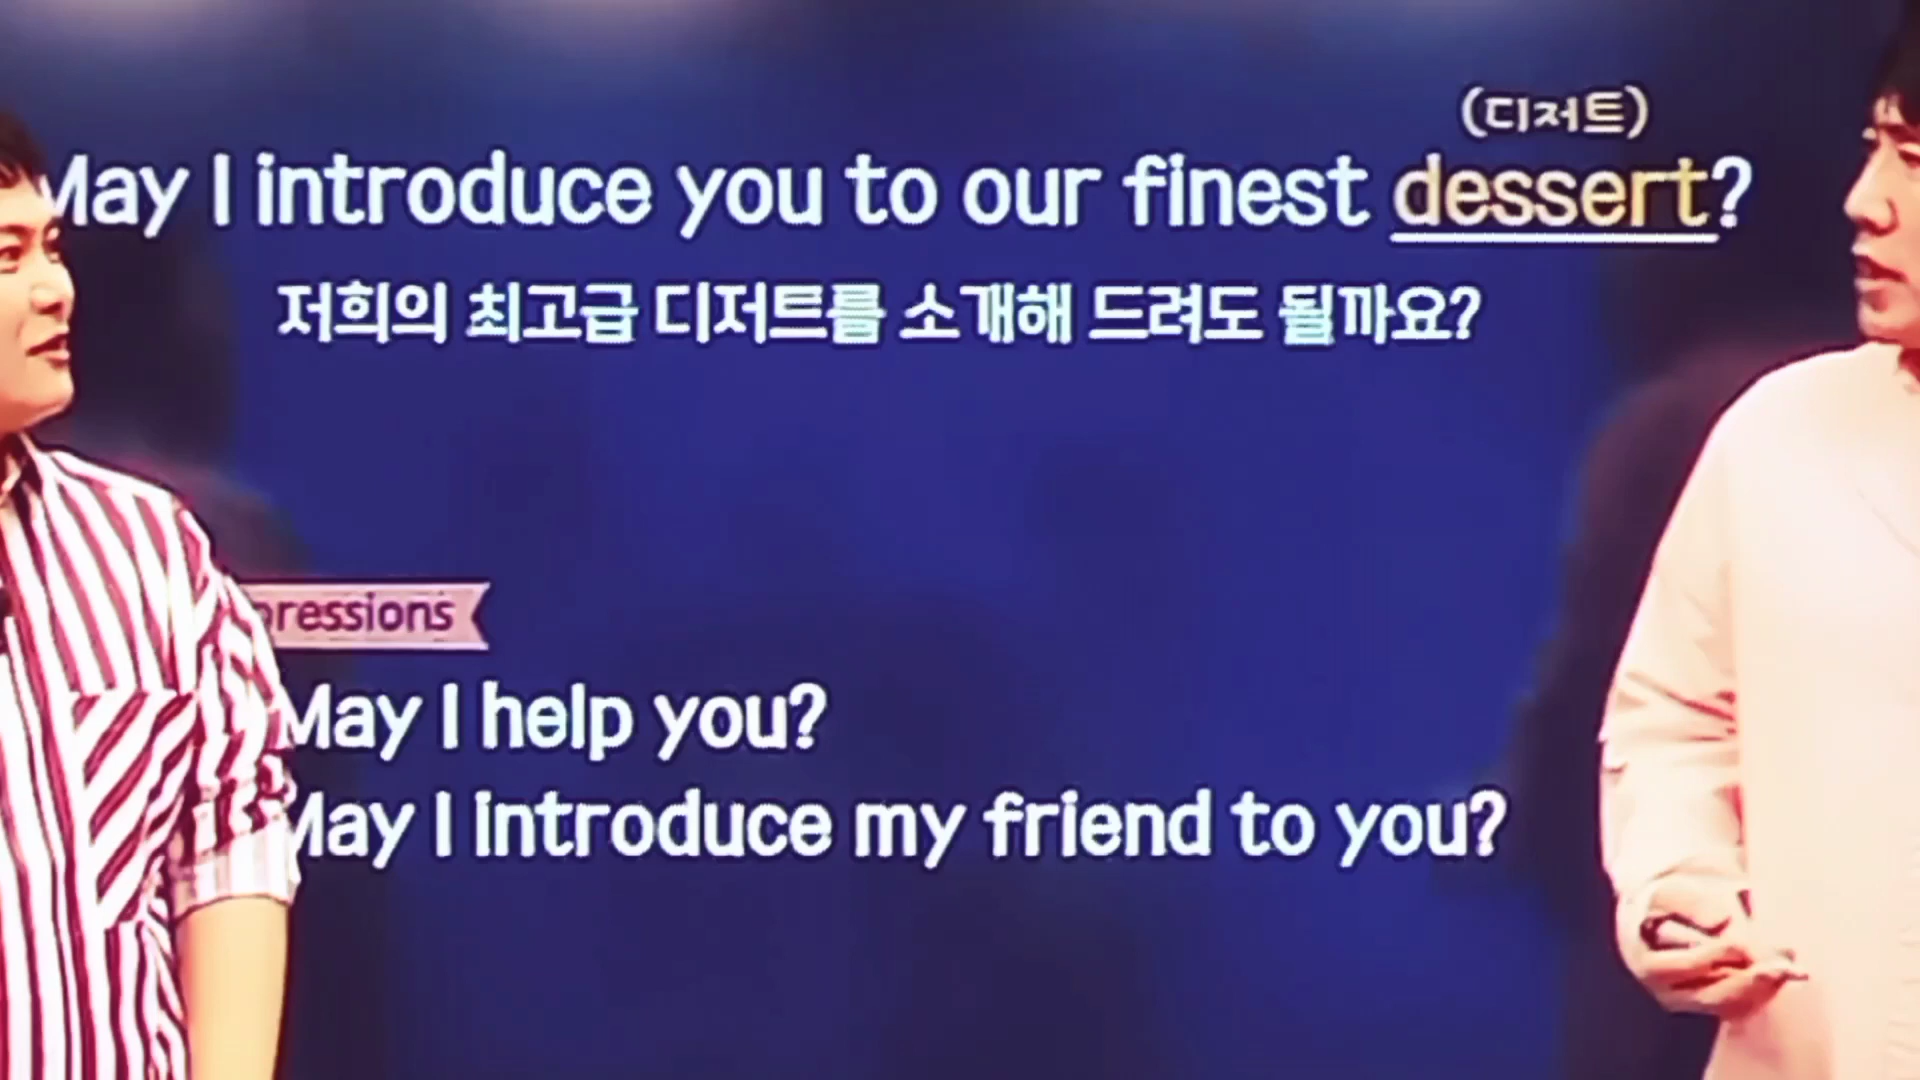 (디저트)
May I introduce you to our finest dessert?
저희의 최고급 디저트를 소개해 드려도 될까요?
pressions
May I help you?
May I introduce my friend to you?